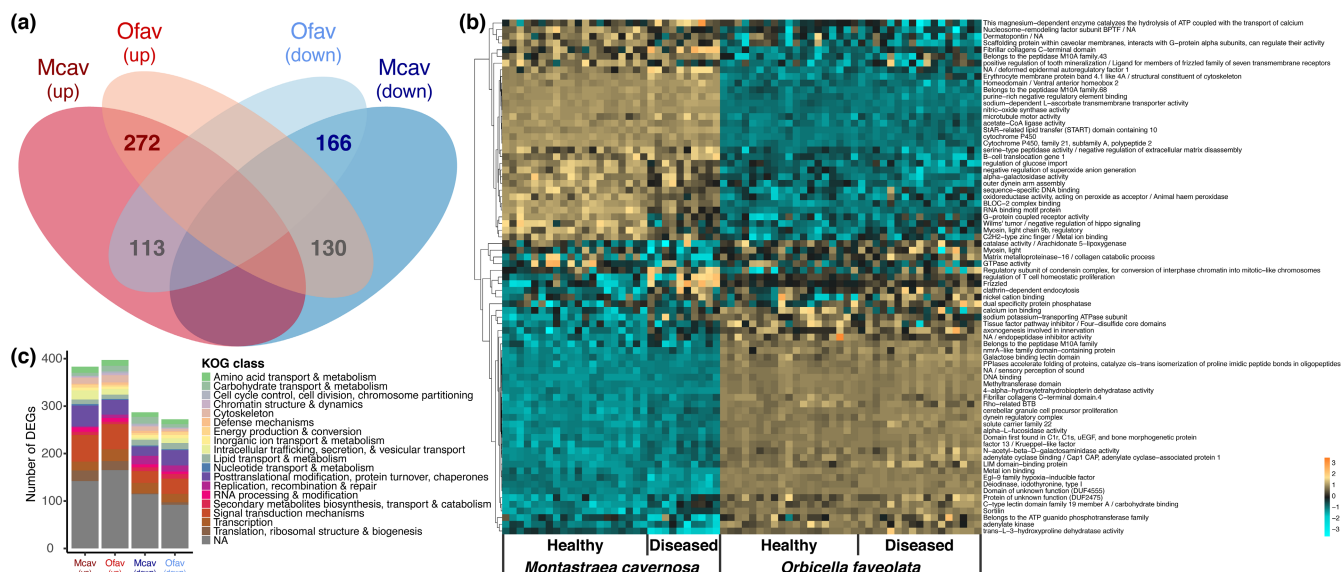 (a)
Ofav
(up)
Ofav
(down)
Mcav
(up)
Mcav
(down)
272
166
113
130
(b)
This magnesium−dependent enzyme catalyzes the hydrolysis of ATP coupled with the transport of calcium
Nucleosome−remodeling factor subunit BPTF / NA
Dermatopontin / NA
Scaffolding protein within caveolar membranes, interacts with G−protein alpha subunits, can regulate their activity
Fibrillar collagens C−terminal domain
Belongs to the peptidase M10A family.43
positive regulation of tooth mineralization / Ligand for members of frizzled family of seven transmembrane receptors
NA / deformed epidermal autoregulatory factor 1
Erythrocyte membrane protein band 4.1 like 4A / structural constituent of cytoskeleton
Homeodomain / Ventral anterior homeobox 2
Belongs to the peptidase M10A family.68
purine−rich negative regulatory element binding
sodium−dependent L−ascorbate transmembrane transporter activity
nitric−oxide synthase activity
microtubule motor activity
acetate−CoA ligase activity
StAR−related lipid transfer (START) domain containing 10
cytochrome P450
Cytochrome P450, family 21, subfamily A, polypeptide 2
serine−type peptidase activity / negative regulation of extracellular matrix disassembly
B−cell translocation gene 1
regulation of glucose import
negative regulation of superoxide anion generation
alpha−galactosidase activity
outer dynein arm assembly
sequence−specific DNA binding
oxidoreductase activity, acting on peroxide as acceptor / Animal haem peroxidase
BLOC−2 complex binding
RNA binding motif protein
G−protein coupled receptor activity
Wilms' tumor / negative regulation of hippo signaling
Myosin, light chain 9b, regulatory
C2H2−type zinc finger / Metal ion binding
catalase activity / Arachidonate 5−lipoxygenase
Myosin, light
Matrix metalloproteinase−16 / collagen catabolic process
GTPase activity
Regulatory subunit of condensin complex, for conversion of interphase chromatin into mitotic−like chromosomes
regulation of T cell homeostatic proliferation
Frizzled
clathrin−dependent endocytosis
nickel cation binding
dual specificity protein phosphatase
calcium ion binding
sodium potassium−transporting ATPase subunit
Tissue factor pathway inhibitor / Four−disulfide core domains
axonogenesis involved in innervation
NA / endopeptidase inhibitor activity
Belongs to the peptidase M10A family
nmrA−like family domain−containing protein
Galactose binding lectin domain
PPIases accelerate folding of proteins, catalyze cis−trans isomerization of proline imidic peptide bonds in oligopeptides
NA / sensory perception of sound
DNA binding
Methyltransferase domain
4−alpha−hydroxytetrahydrobiopterin dehydratase activity
Fibrillar collagens C−terminal domain.4
Rho−related BTB
cerebellar granule cell precursor proliferation
dynein regulatory complex
solute carrier family 22
alpha−L−fucosidase activity
Domain first found in C1r, C1s, uEGF, and bone morphogenetic protein
factor 13 / Krueppel−like factor
N−acetyl−beta−D−galactosaminidase activity
adenylate cyclase binding / Cap1 CAP, adenylate cyclase−associated protein 1
LIM domain−binding protein
Metal ion binding
Egl−9 family hypoxia−inducible factor
Deiodinase, iodothyronine, type I
Domain of unknown function (DUF4555)
Protein of unknown function (DUF2475)
C−type lectin domain family 19 member A / carbohydrate binding
Sortilin
Belongs to the ATP guanido phosphotransferase family
adenylate kinase
trans−L−3−hydroxyproline dehydratase activity
3
2
1
0
−1
−2
−3
Healthy
Diseased
Healthy
Diseased
Montastraea cavernosa
Orbicella faveolata
(c)
Number of DEGs
400
300
200
100
0
Mcav
(up)
Ofav
(up)
Mcav
(down)
Ofav
(down)
KOG class
Amino acid transport & metabolism
Carbohydrate transport & metabolism
Cell cycle control, cell division, chromosome partitioning
Chromatin structure & dynamics
Cytoskeleton
Defense mechanisms
Energy production & conversion
Inorganic ion transport & metabolism
Intracellular trafficking, secretion, & vesicular transport
Lipid transport & metabolism
Nucleotide transport & metabolism
Posttranslational modification, protein turnover, chaperones
Replication, recombination & repair
RNA processing & modification
Secondary metabolites biosynthesis, transport & catabolism
Signal transduction mechanisms
Transcription
Translation, ribosomal structure & biogenesis
NA